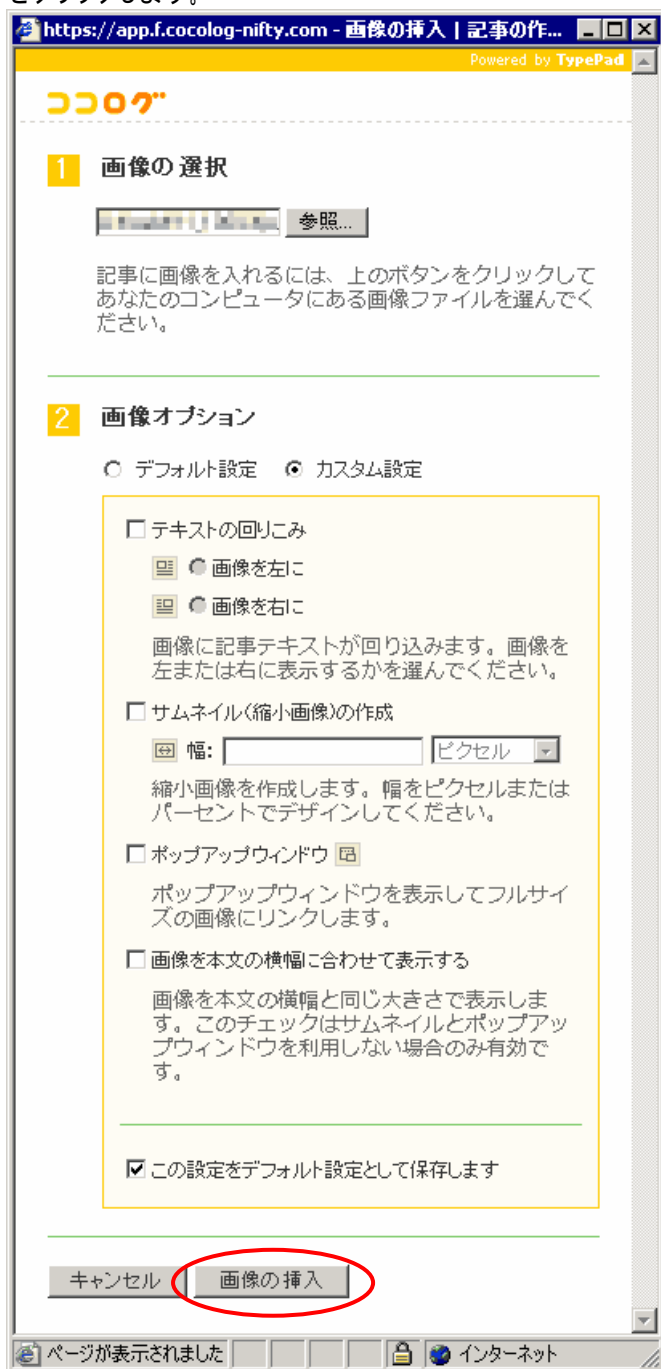 をクリックします。
https://app.f.cocolog-nifty.com - 画像の挿入 | 記事の作...
Powered by TypePad
ココログ
1 画像の選択
参照...
記事に画像を入れるには、上のボタンをクリックして
あなたのコンピュータにある画像ファイルを選んでく
ださい。
2 画像オプション
デフォルト設定 カスタム設定
テキストの回りこみ
画像を左に
画像を右に
画像に記事テキストが回り込みます。画像を
左または右に表示するかを選んでください。
サムネイル(縮小画像)の作成
幅: ピクセル
縮小画像を作成します。幅をピクセルまたは
パーセントでデザインしてください。
ポップアップウィンドウ
ポップアップウィンドウを表示してフルサイ
ズの画像にリンクします。
画像を本文の横幅に合わせて表示する
画像を本文の横幅と同じ大きさで表示しま
す。このチェックはサムネイルとポップアッ
プウィンドウを利用しない場合のみ有効で
す。
この設定をデフォルト設定として保存します
キャンセル 画像の挿入
ページが表示されました インターネット